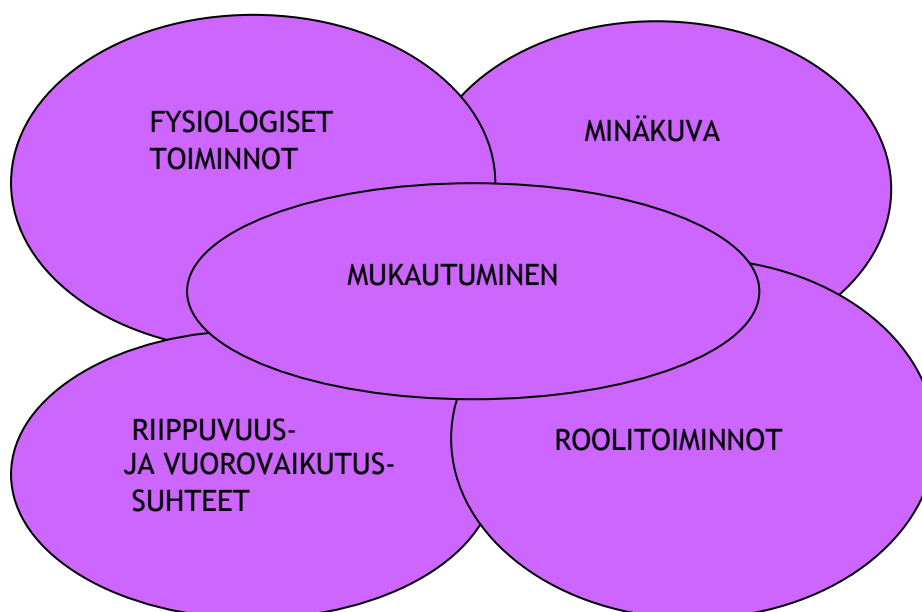 FYSIOLOGISET
TOIMINNOT
MINÄKUVA
MUKAUTUMINEN
RIIPPUVUUS-
JA VUOROVAIKUTUS-
SUHTEET
ROOLITOIMINNOT